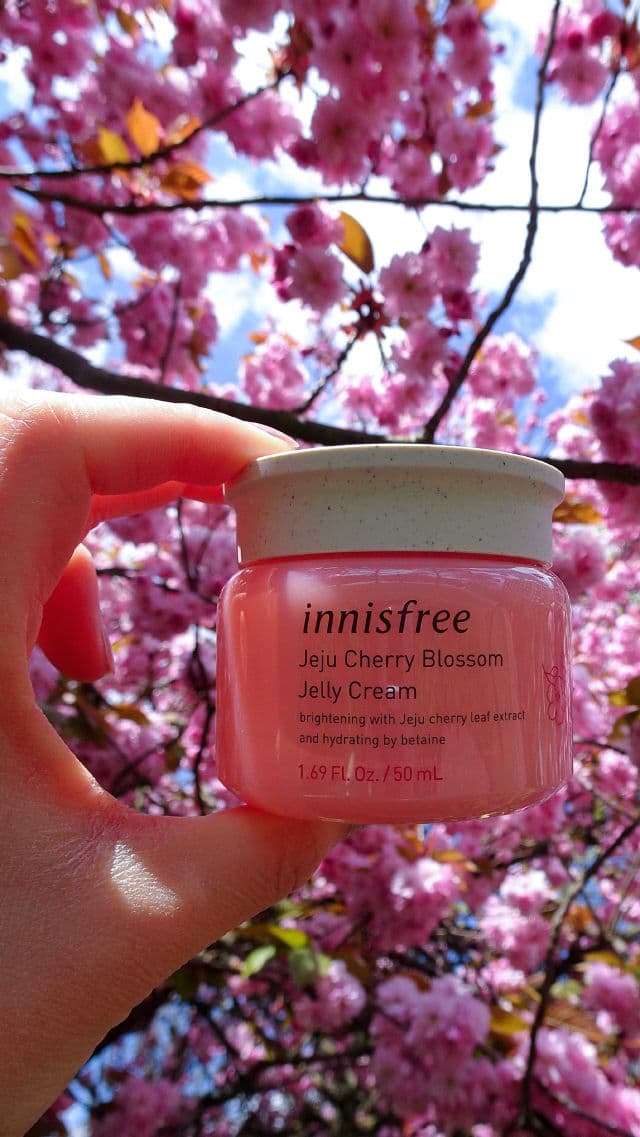 innisfree
Jeju Cherry Blossom
Jelly Cream
brightening with Jeju cherry leaf extract
and hydrating by betaine
1.69 Fl. Oz. / 50 mL